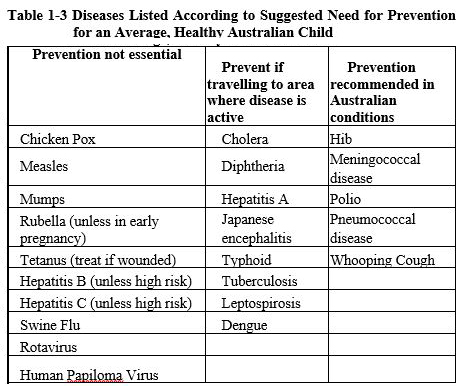 Table 1-3 Diseases Listed According to Suggested Need for Prevention
for an Average, Healthy Australian Child
Prevention not essential
Prevent if
travelling to area
where disease is
active
Prevention
recommended in
Australian
conditions
Chicken Pox
Cholera
Hib
Measles
Diphtheria
Meningococcal
disease
Mumps
Hepatitis A
Polio
Rubella (unless in early
pregnancy)
Japanese
encephalitis
Pneumococcal
disease
Tetanus (treat if wounded)
Typhoid
Whooping Cough
Hepatitis B (unless high risk)
Tuberculosis
Hepatitis C (unless high risk)
Leptospirosis
Swine Flu
Dengue
Rotavirus
Human Papiloma Virus